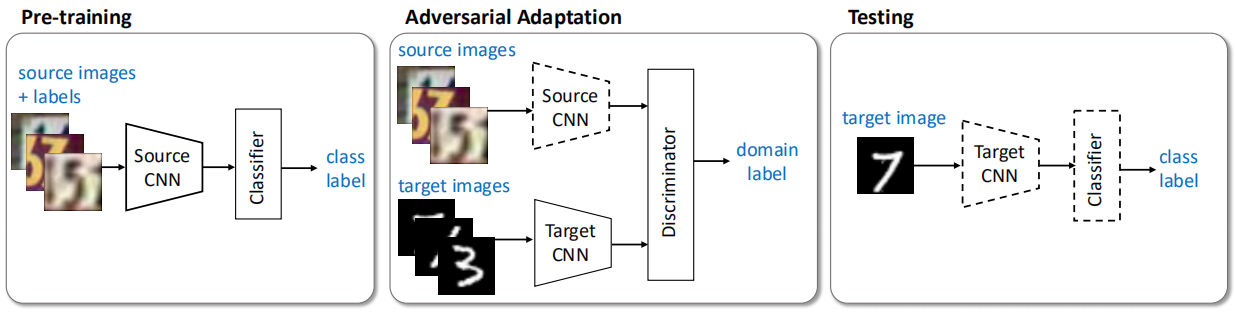 Pre-training
source images
+ labels
Source
CNN
Classifier
class
label
Adversarial Adaptation
source images
Source
CNN
target images
Target
CNN
Discriminator
domain
label
Testing
target image
7
Target
CNN
Classifier
class
label